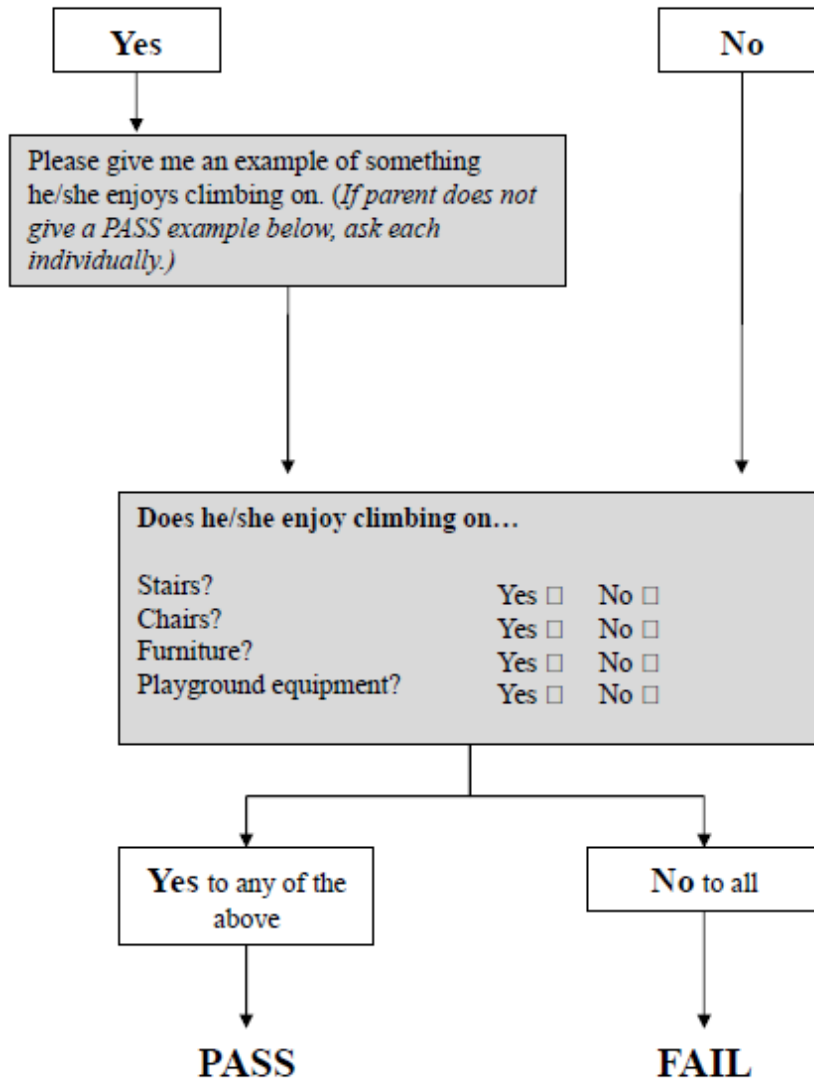 Yes
No
Please give me an example of something
he/she enjoys climbing on. (If parent does not
give a PASS example below, ask each
individually.)
Does he/she enjoy climbing on…
Stairs? Yes □ No □
Chairs? Yes □ No □
Furniture? Yes □ No □
Playground equipment? Yes □ No □
Yes to any of the
above
No to all
PASS
FAIL